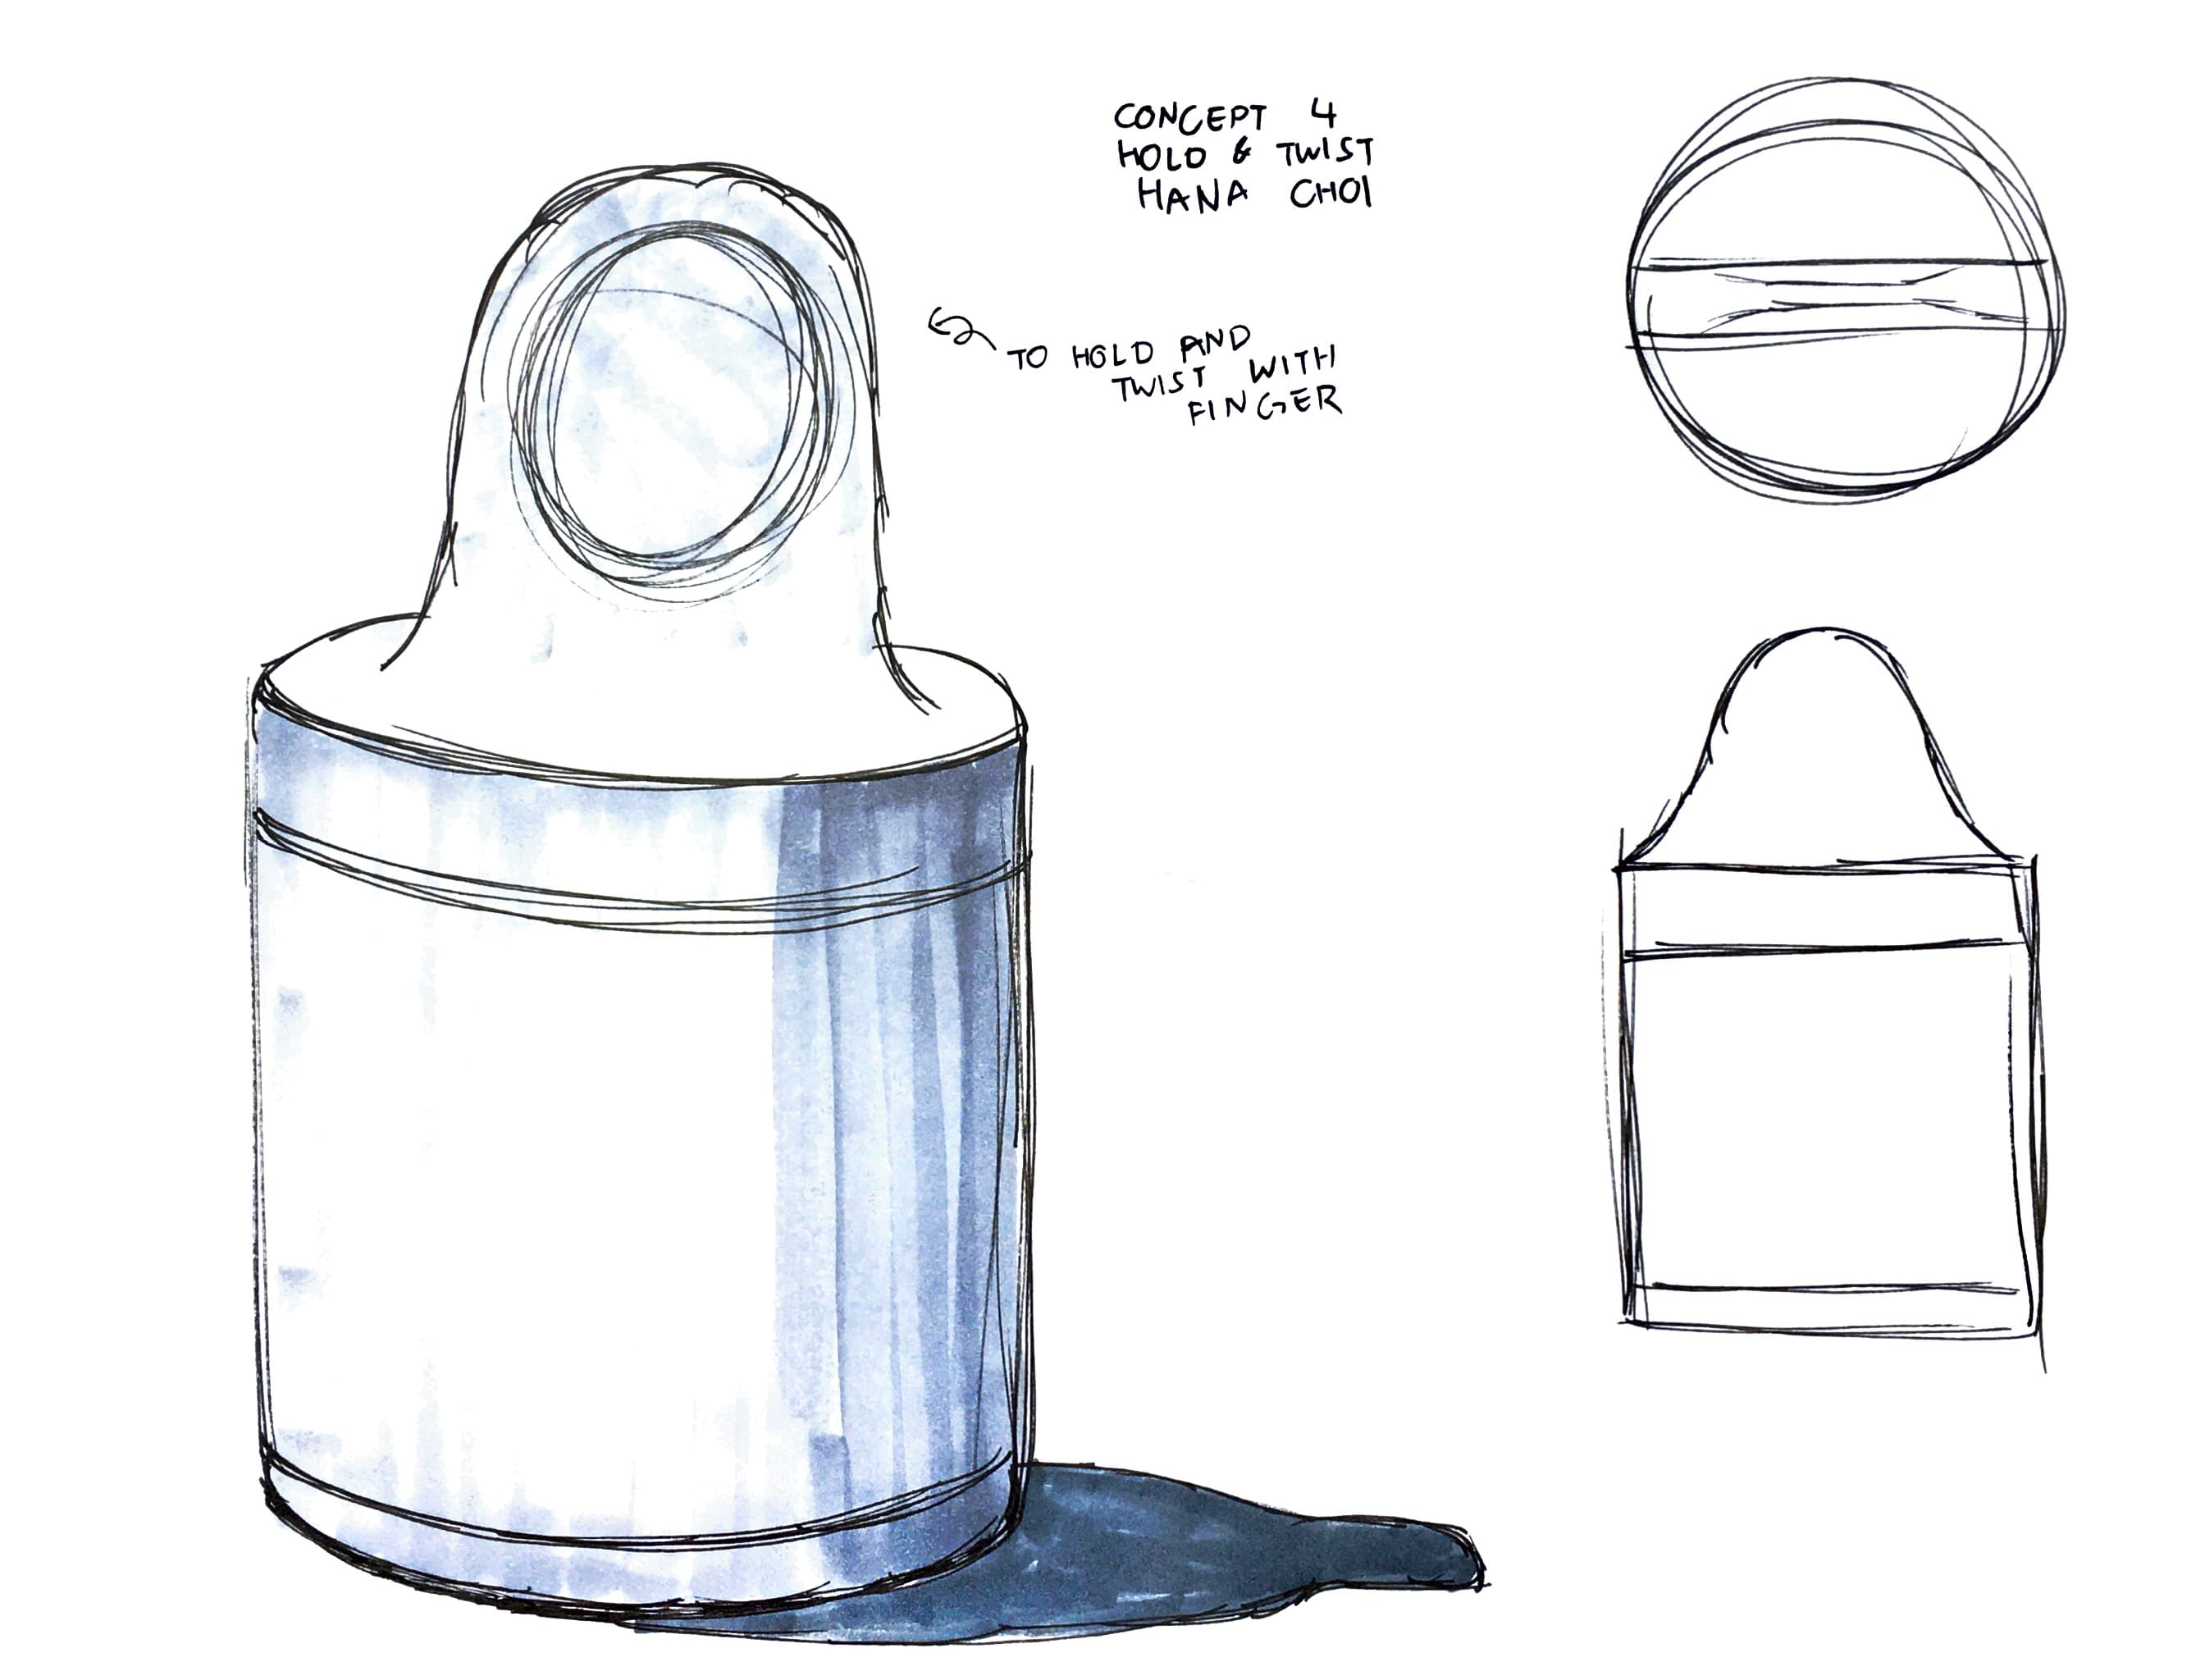 CONCEPT 4
HOLD & TWIST
HANA CHOI
TO HOLD AND
TWIST WITH
FINGER